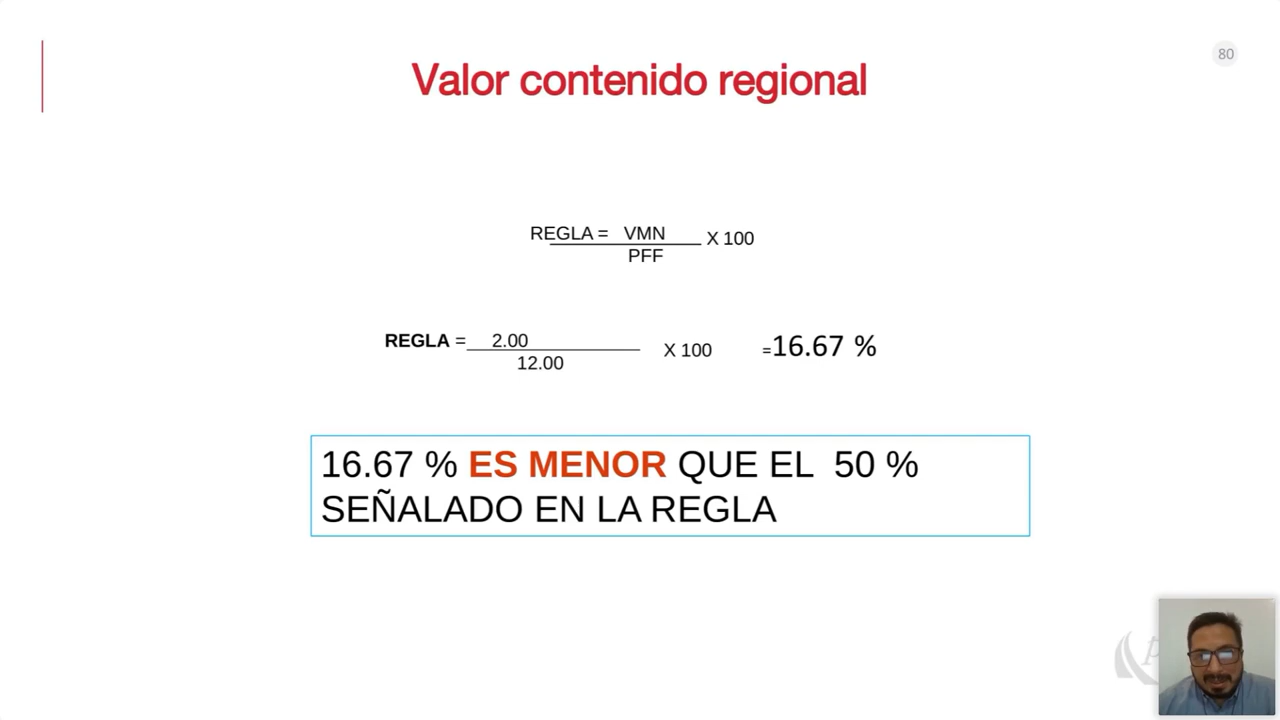 80
Valor contenido regional
REGLA = VMN X 100
PFF
REGLA = 2.00 X 100 =16.67 %
12.00
16.67 % ES MENOR QUE EL 50 %
SEÑALADO EN LA REGLA